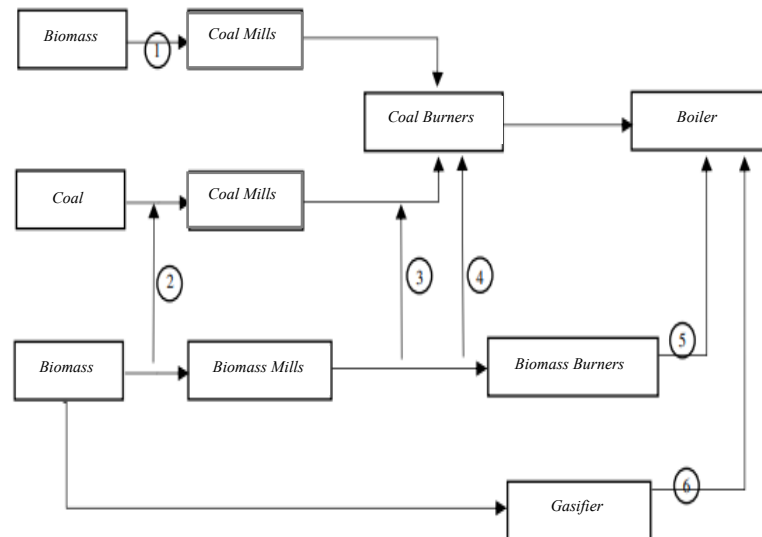 Biomass
1
Coal Mills
Coal Burners
Boiler
Coal
Coal Mills
2
3
4
Biomass
Biomass Mills
Biomass Burners
5
Gasifier
6